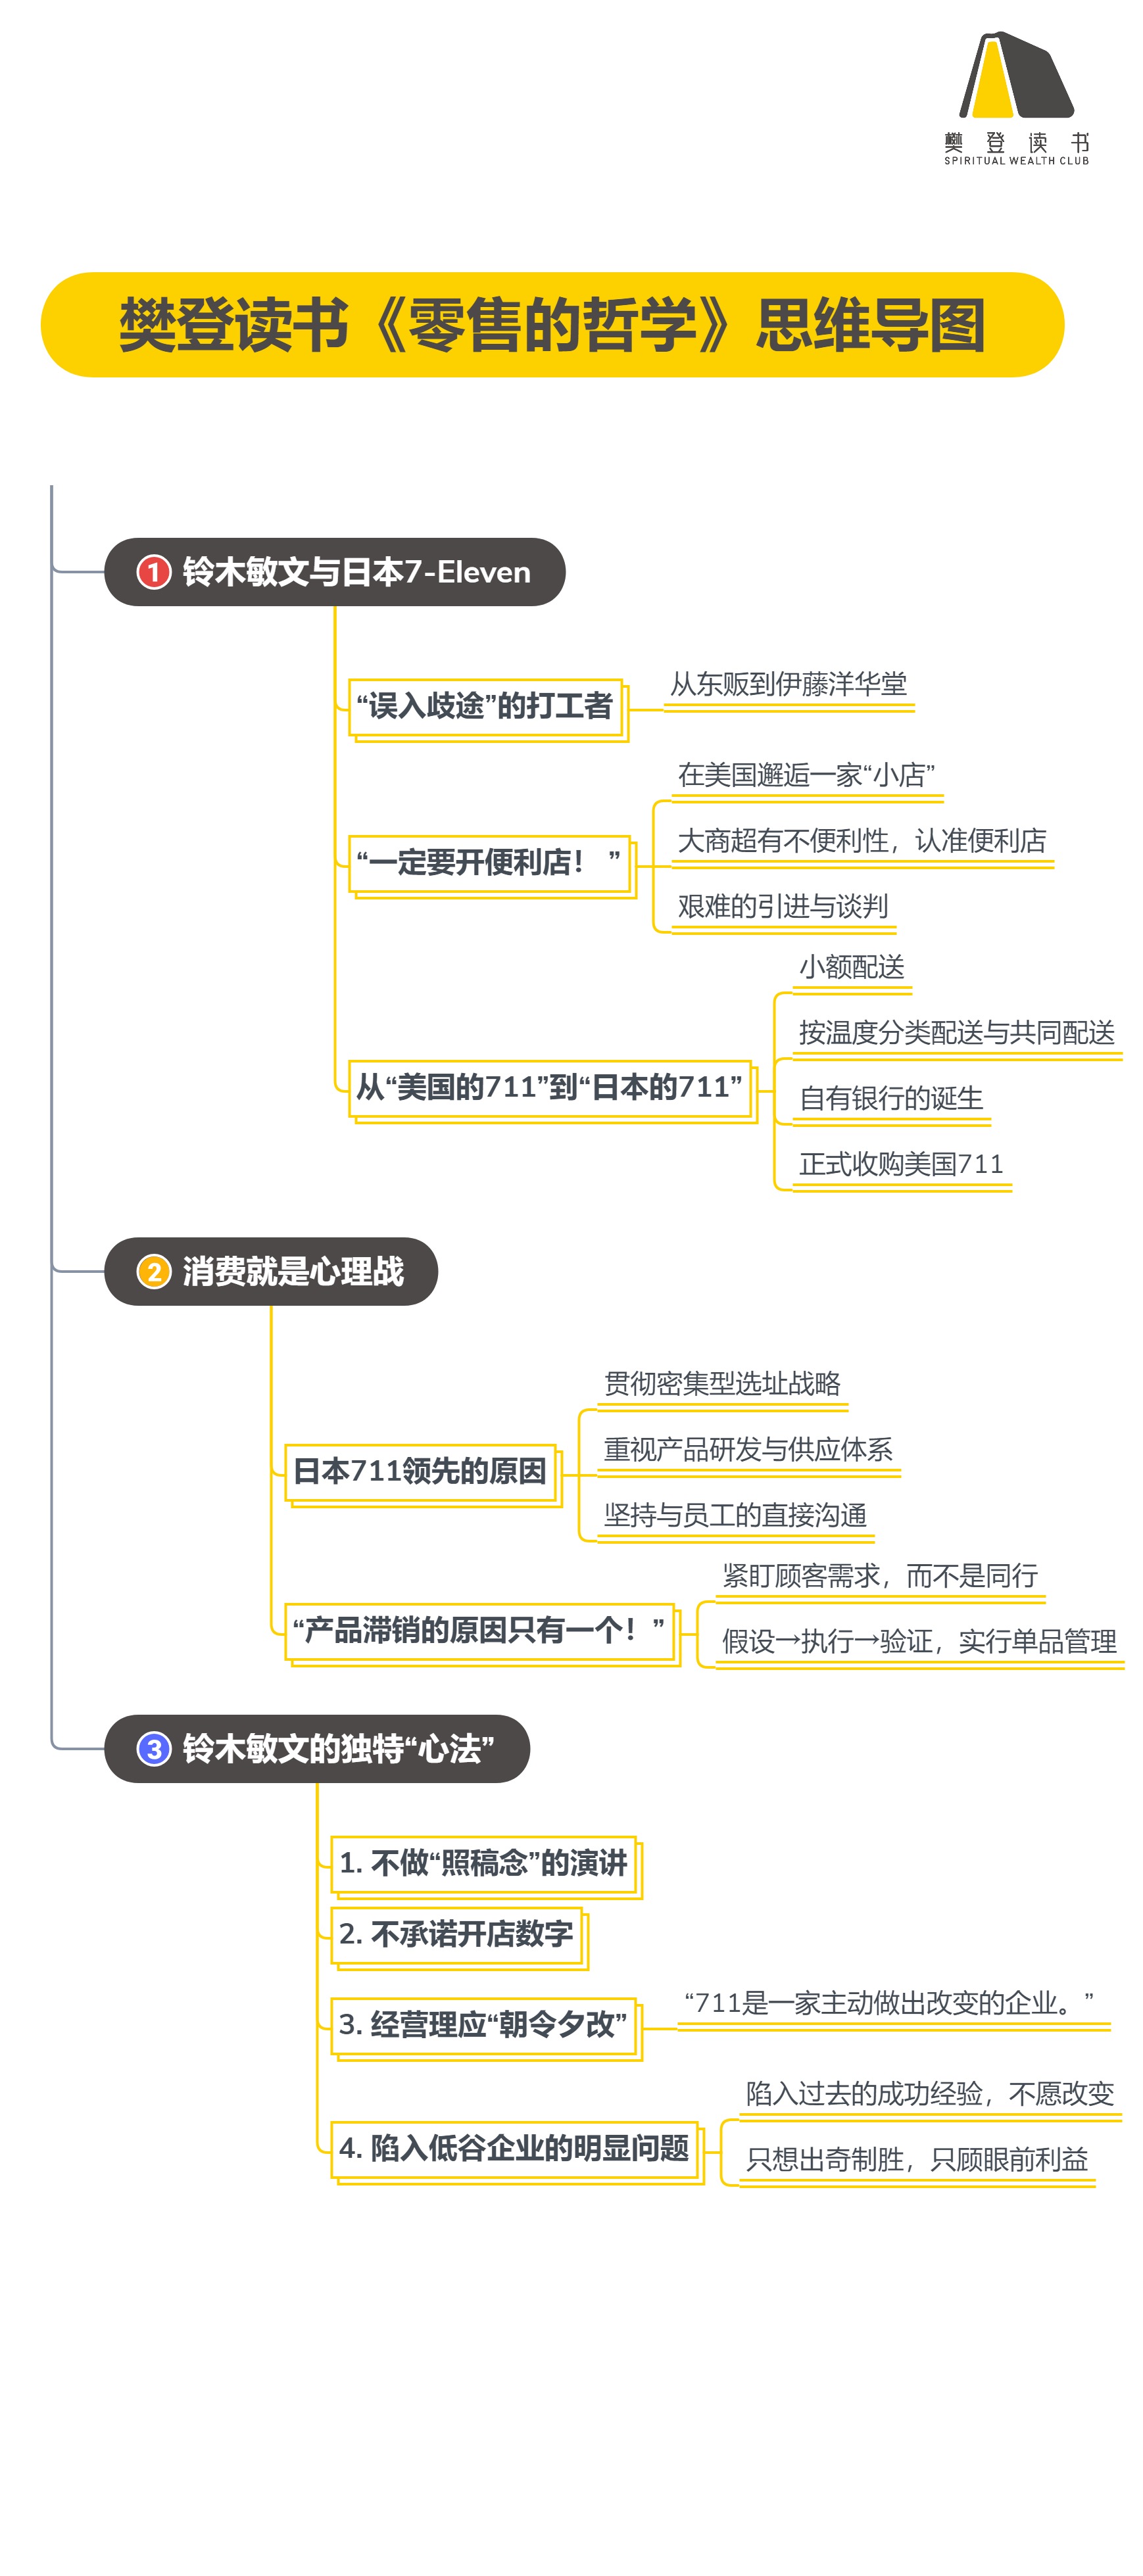 樊登读书
SPIRITUAL WEALTH CLUB
樊登读书《零售的哲学》思维导图
1 铃木敏文与日本7-Eleven
“误入歧途”的打工者
从东贩到伊藤洋华堂
“一定要开便利店！”
在美国邂逅一家“小店”
大商超有不便利性，认准便利店
艰难的引进与谈判
从“美国的711”到“日本的711”
小额配送
按温度分类配送与共同配送
自有银行的诞生
正式收购美国711
2 消费就是心理战
日本711领先的原因
贯彻密集型选址战略
重视产品研发与供应体系
坚持与员工的直接沟通
“产品滞销的原因只有一个！”
紧盯顾客需求，而不是同行
假设→执行→验证，实行单品管理
3 铃木敏文的独特“心法”
1. 不做“照稿念”的演讲
2. 不承诺开店数字
3. 经营理应“朝令夕改”
“711是一家主动做出改变的企业。”
4. 陷入低谷企业的明显问题
陷入过去的成功经验，不愿改变
只想出奇制胜，只顾眼前利益